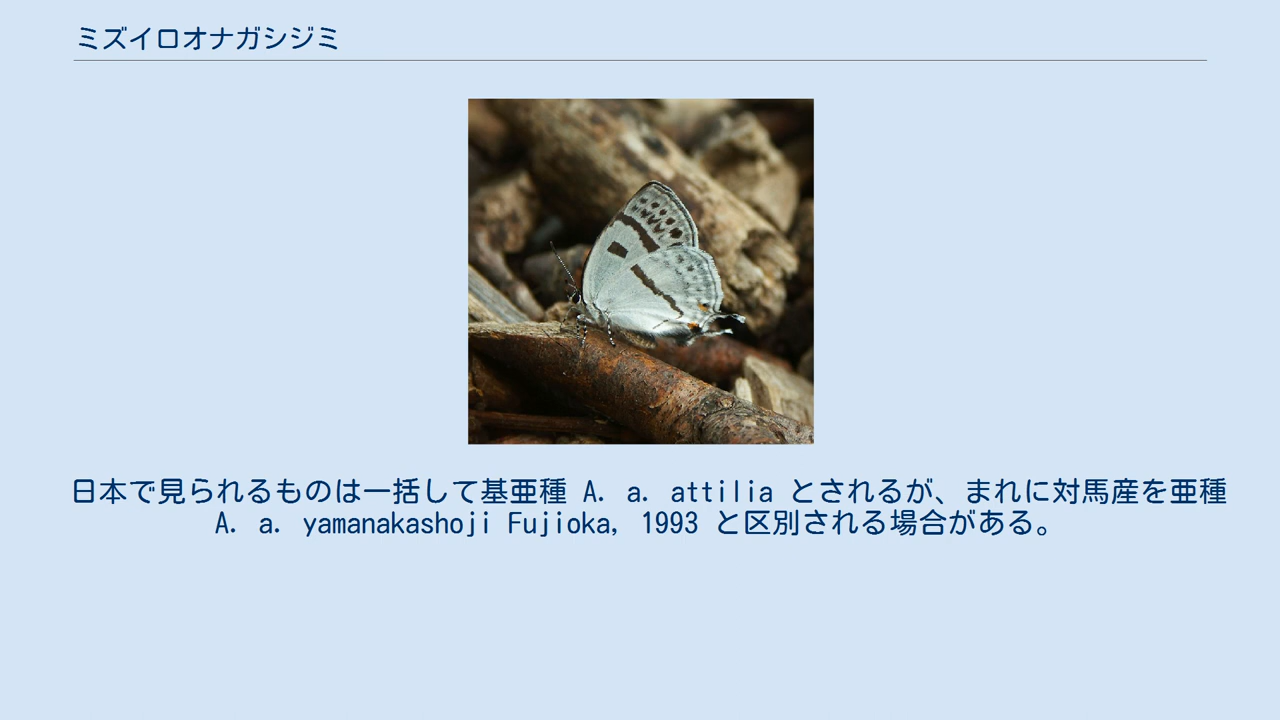 ミズイロオナガシジミ
日本で見られるものは一括して基亜種 A. a. attilia とされるが、まれに対馬産を亜種
A. a. yamanakashoji Fujioka, 1993 と区別される場合がある。